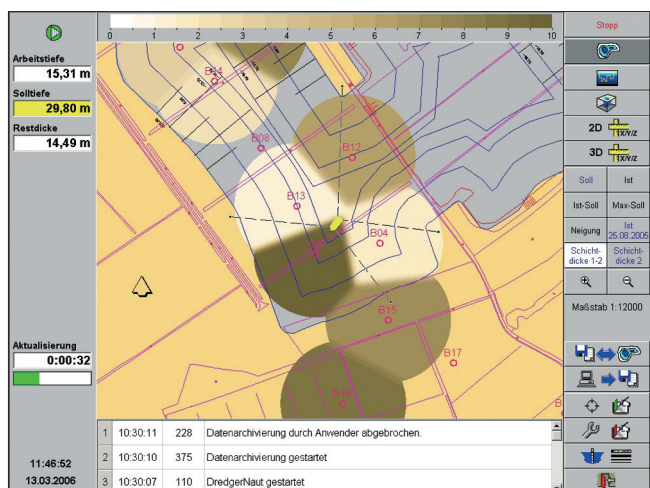 0 1 2 3 4 5 6 7 8 9 10
Arbeitstiefe
15,31 m
Solltiefe
29,80 m
Restdicke
14,49 m
B14
B08
B12
B13
B04
B15
B17
B16
Aktualisierung
0:00:32
11:46:52
13.03.2006
Stopp
2D X/Y/Z
3D X/Y/Z
Soll Ist
Ist-Soll Max-Soll
Neigung Ist 25.08.2005
Schicht-dicke 1-2 Schicht-dicke 2
Maßstab 1:12000
1 10:30:11 228 Datenarchivierung durch Anwender abgebrochen.
2 10:30:10 375 Datenarchivierung gestartet
3 10:30:07 110 DredgerNaut gestartet